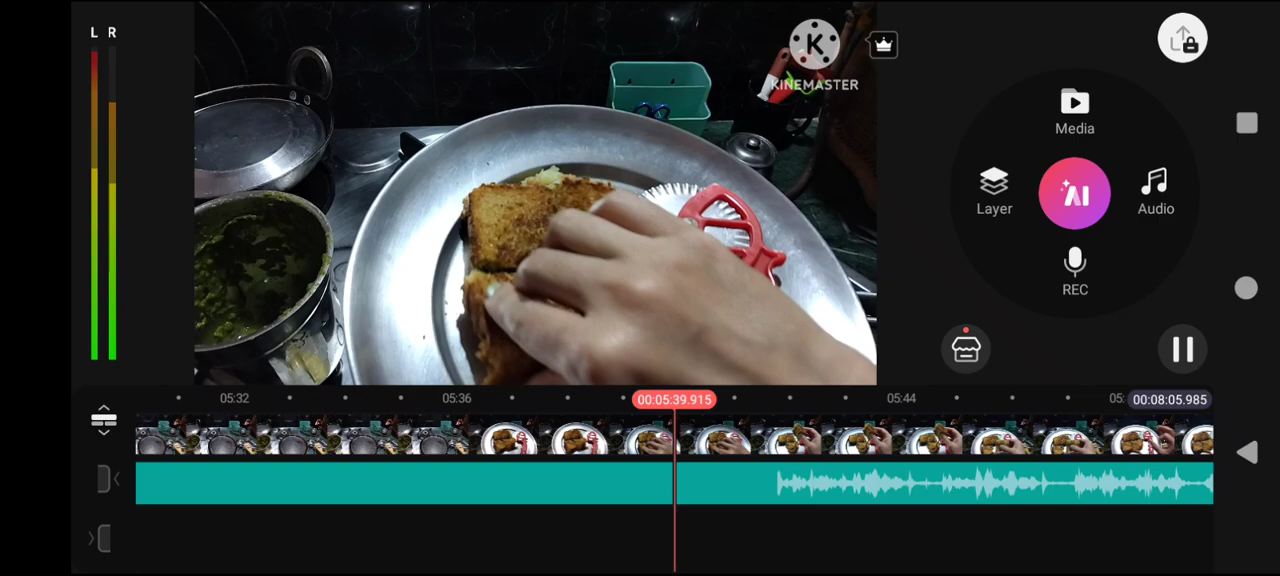 L R
K
KINEMASTER
Media
Layer
AI
Audio
REC
05:32
05:36
00:05:39.915
05:44
05:
00:08:05.985